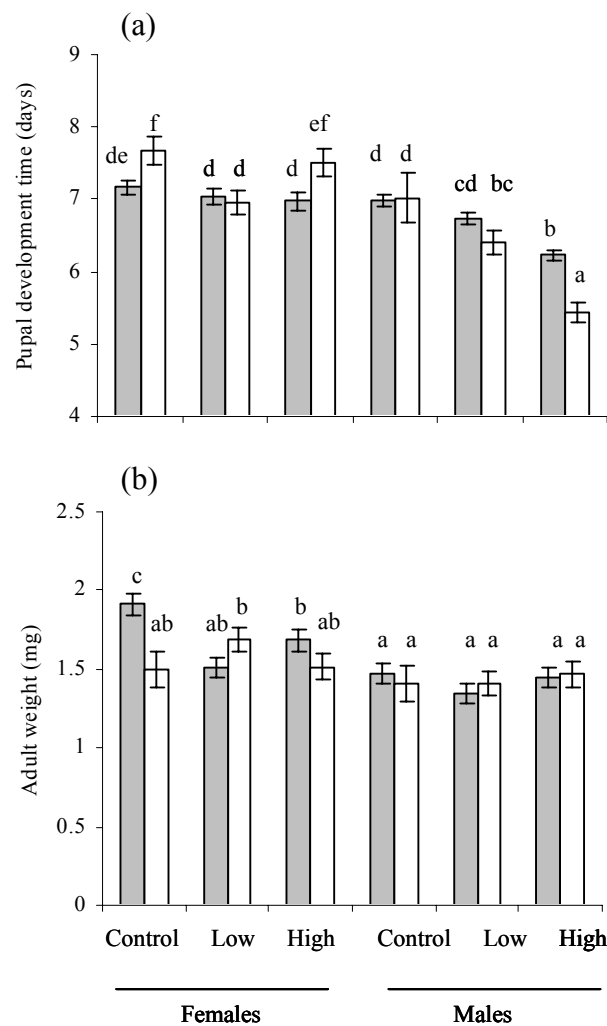 (a)
Pupal development time (days)
9
8
7
6
5
4
de f d d d ef d d cd bc b a
(b)
Adult weight (mg)
2.5
2
1.5
1
0.5
0
c ab ab b b ab a a a a a a
Control Low High Control Low High
Females Males